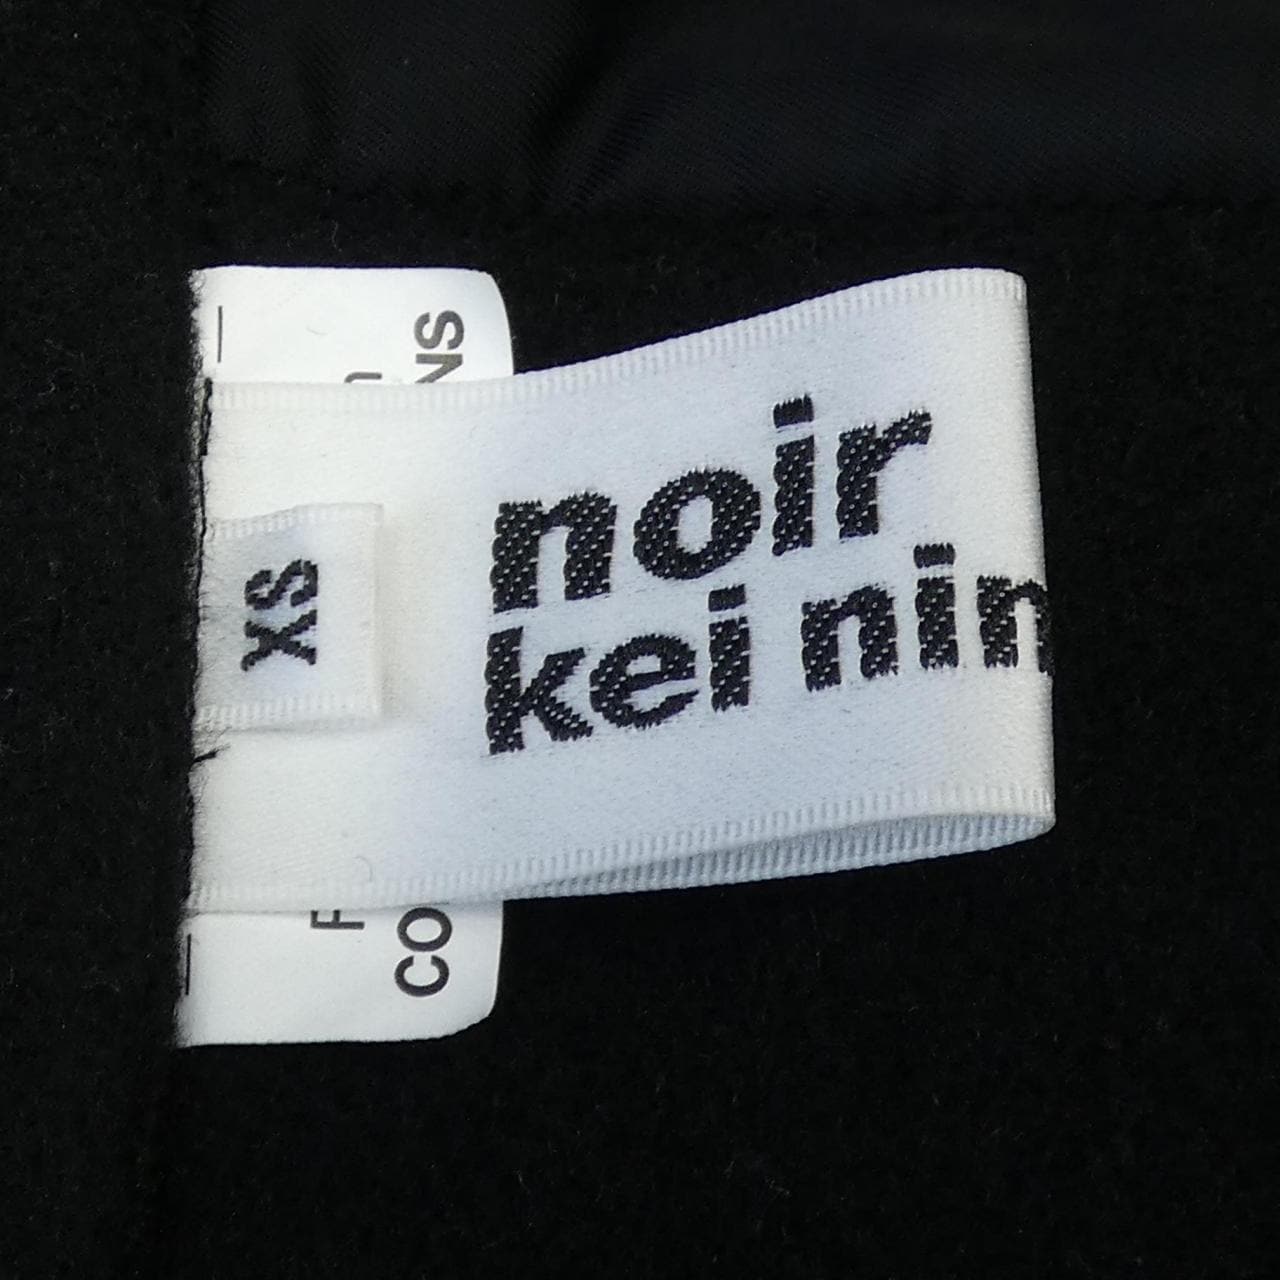 noir
kei nin
XS